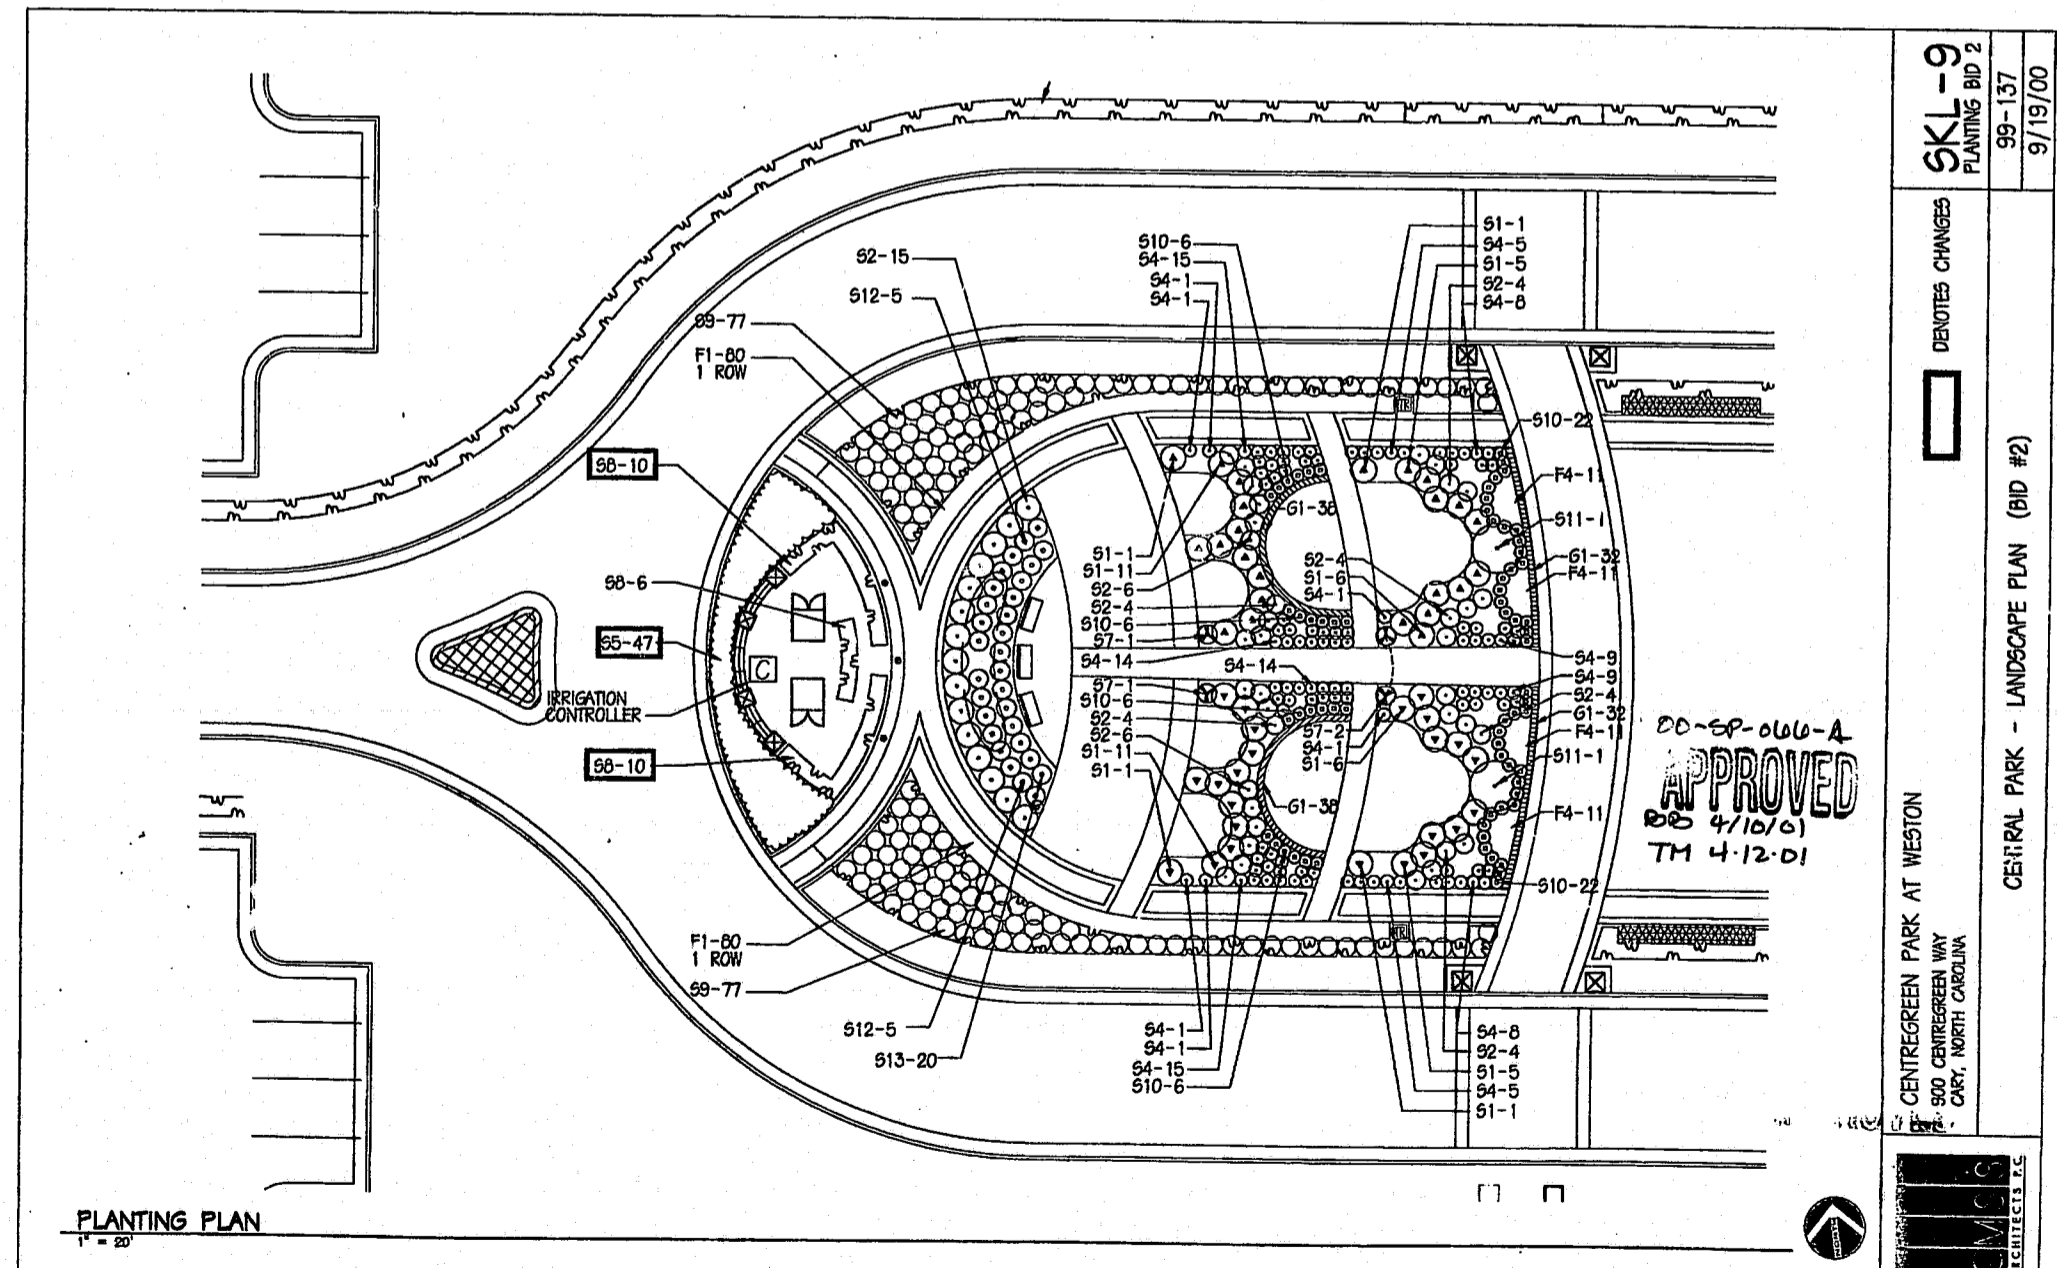 SKL-9
PLANTING BID 2
99-137
9/19/00
DENOTES CHANGES
CENTRAL PARK - LANDSCAPE PLAN (BID #2)
CENTREGREEN PARK AT WESTON
900 CENTREGREEN WAY
CARY, NORTH CAROLINA
S2-15
S12-5
S9-77
F1-80
1 ROW
S8-10
S8-6
S5-47
IRRIGATION
CONTROLLER
C
S8-10
F1-80
1 ROW
S9-77
S12-5
S13-20
S10-6
S4-15
S4-1
S4-1
S1-1
S4-5
S1-5
S2-4
S4-8
S10-22
F4-11
S11-1
G1-32
F4-11
G1-38
S1-1
S1-11
S2-6
S2-4
S10-6
S7-1
S4-14
S2-4
S1-6
S4-1
S4-14
S4-9
S4-9
S2-4
G1-32
F4-11
S11-1
F4-11
S10-22
S7-1
S10-6
S2-4
S2-6
S1-11
S1-1
S7-2
S4-1
S1-6
G1-38
S4-1
S4-1
S4-15
S10-6
S4-8
S2-4
S1-5
S4-5
S1-1
00-SP-066-A
APPROVED
4/10/01
TM 4.12.01
PLANTING PLAN
1" = 20'
NORTH